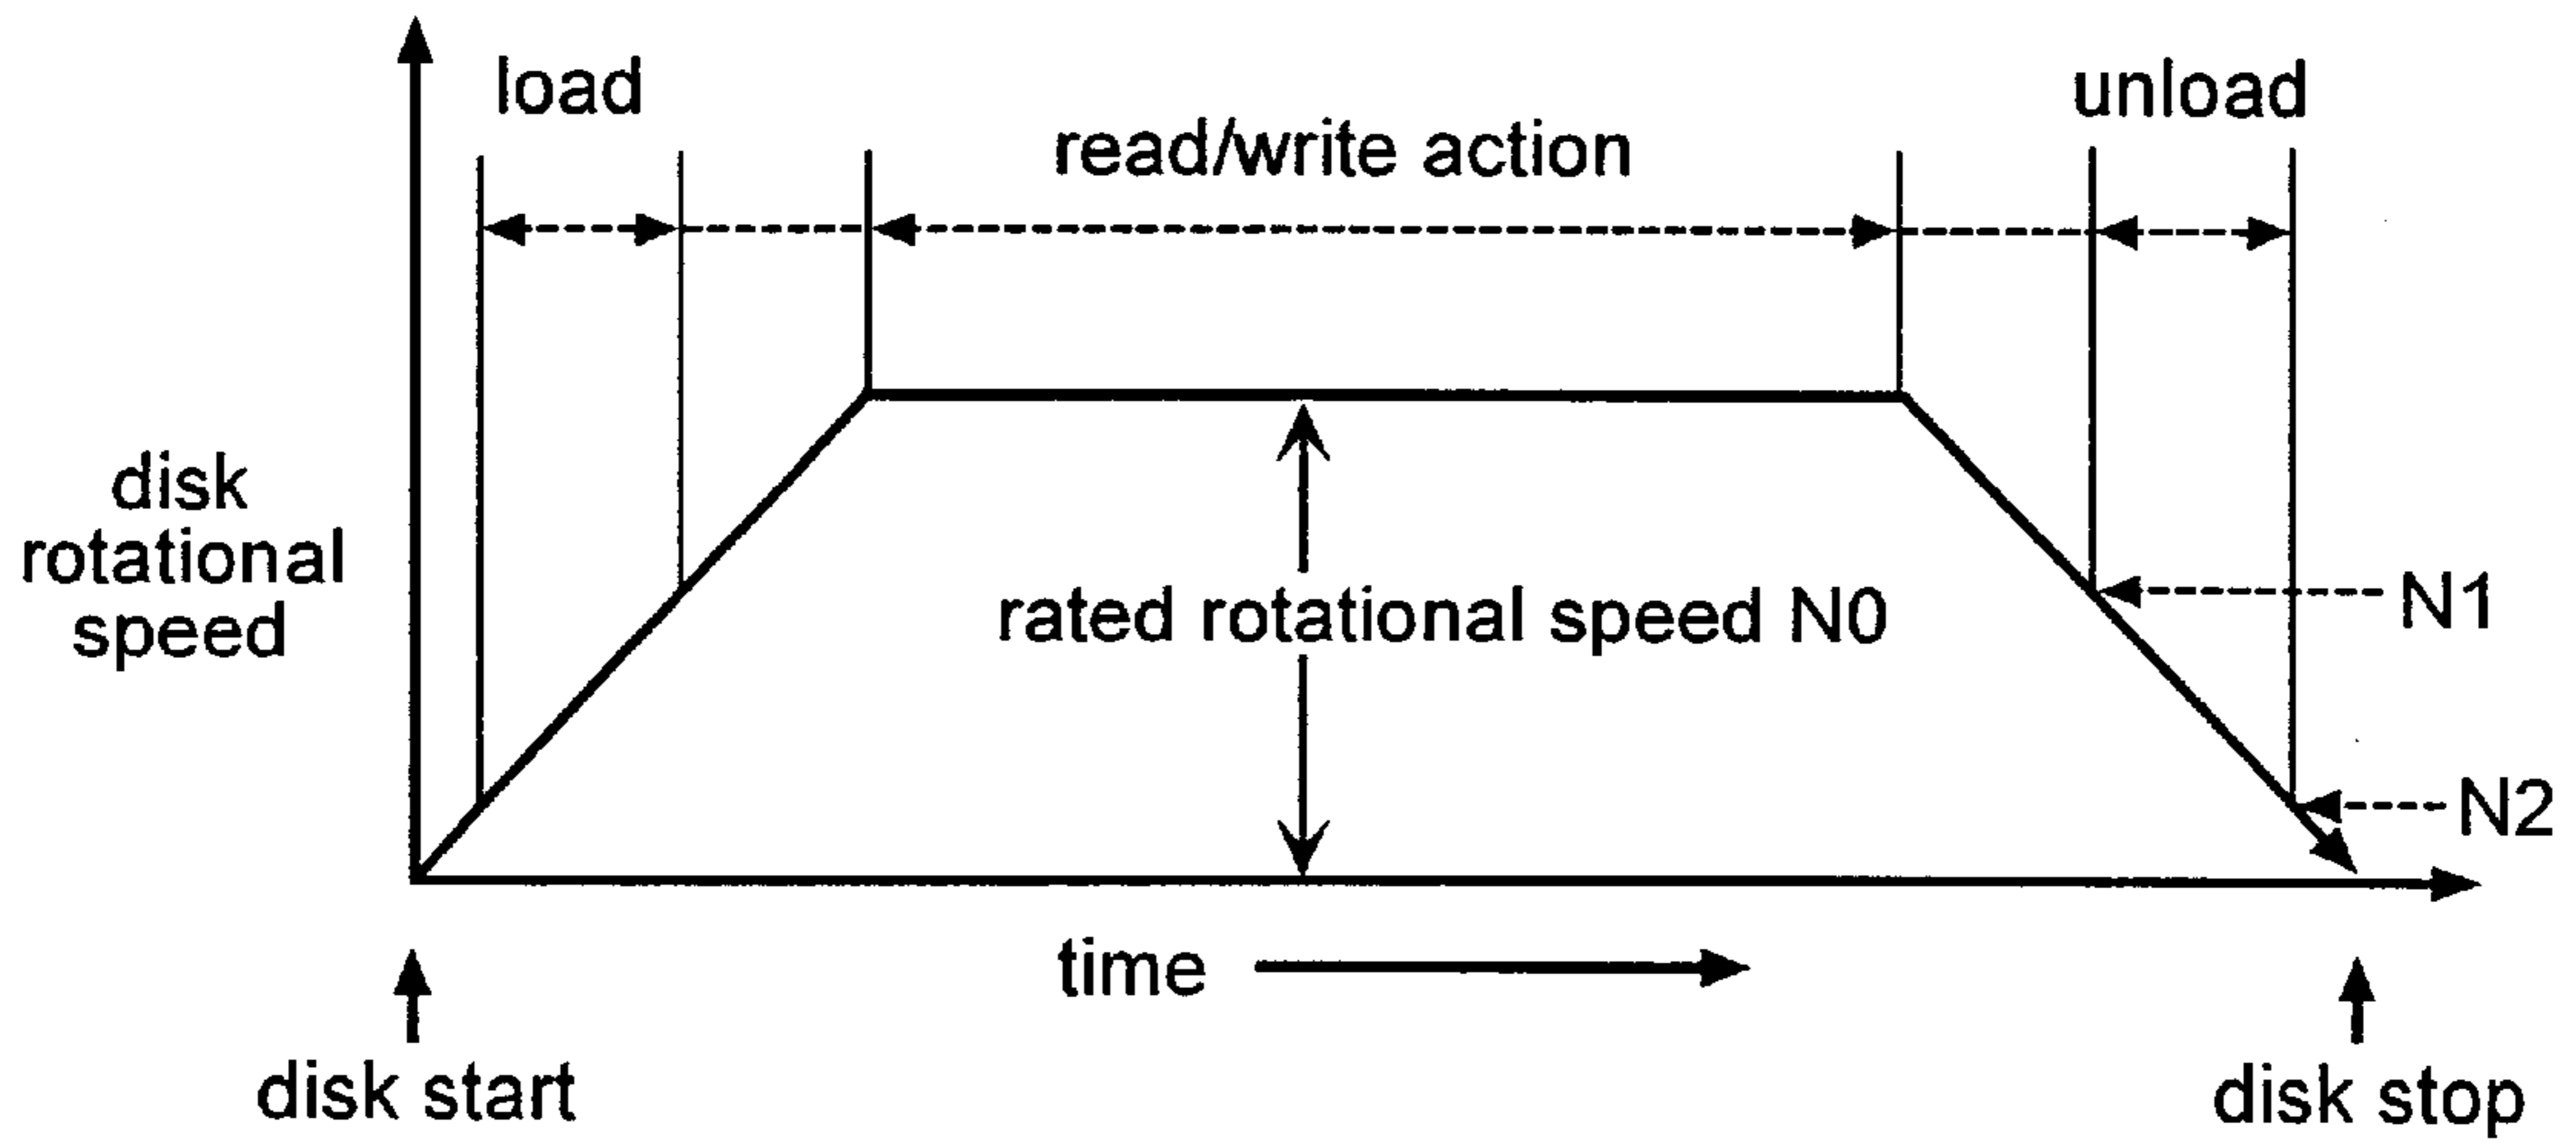 load
unload
read/write action
disk
rotational
speed
rated rotational speed N0
N1
N2
time
disk start
disk stop